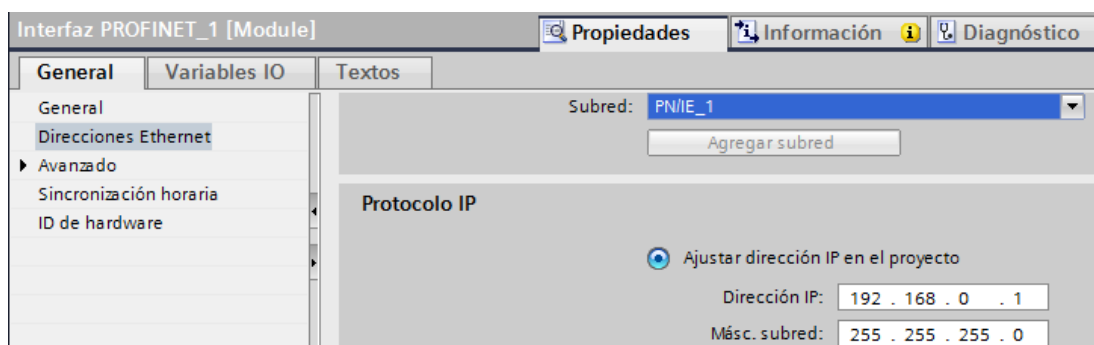 Interfaz PROFINET_1 [Module]
Propiedades
Información
Diagnóstico
General
Variables IO
Textos
General
Direcciones Ethernet
Avanzado
Sincronización horaria
ID de hardware
Subred: PN/IE_1
Agregar subred
Protocolo IP
Ajustar dirección IP en el proyecto
Dirección IP: 192 . 168 . 0 . 1
Másc. subred: 255 . 255 . 255 . 0